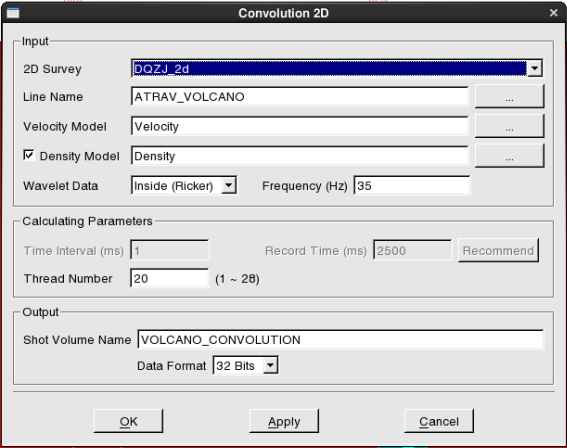 Convolution 2D
Input
2D Survey DQZJ_2d
Line Name ATRAV_VOLCANO ...
Velocity Model Velocity ...
Density Model Density ...
Wavelet Data Inside (Ricker) Frequency (Hz) 35
Calculating Parameters
Time Interval (ms) 1 Record Time (ms) 2500 Recommend
Thread Number 20 (1 ~ 28)
Output
Shot Volume Name VOLCANO_CONVOLUTION
Data Format 32 Bits
OK Apply Cancel